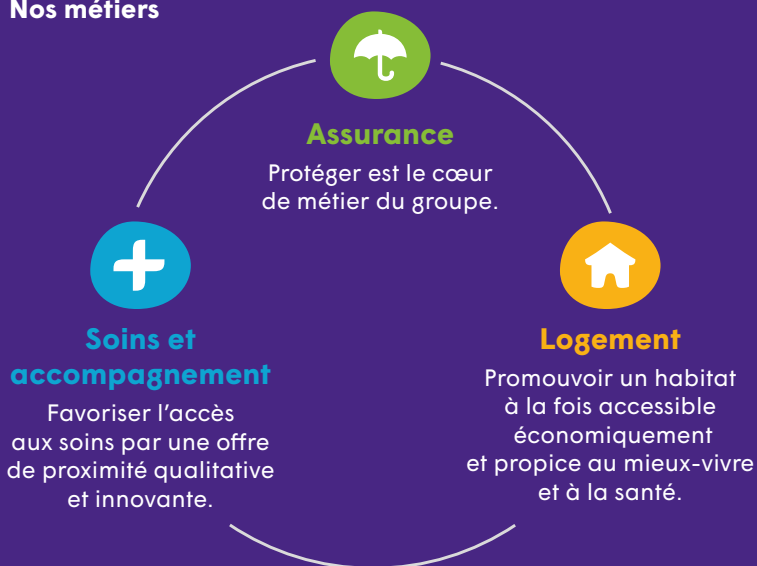 Nos métiers
Assurance
Protéger est le cœur
de métier du groupe.
Soins et
accompagnement
Favoriser l’accès
aux soins par une offre
de proximité qualitative
et innovante.
Logement
Promouvoir un habitat
à la fois accessible
économiquement
et propice au mieux-vivre
et à la santé.